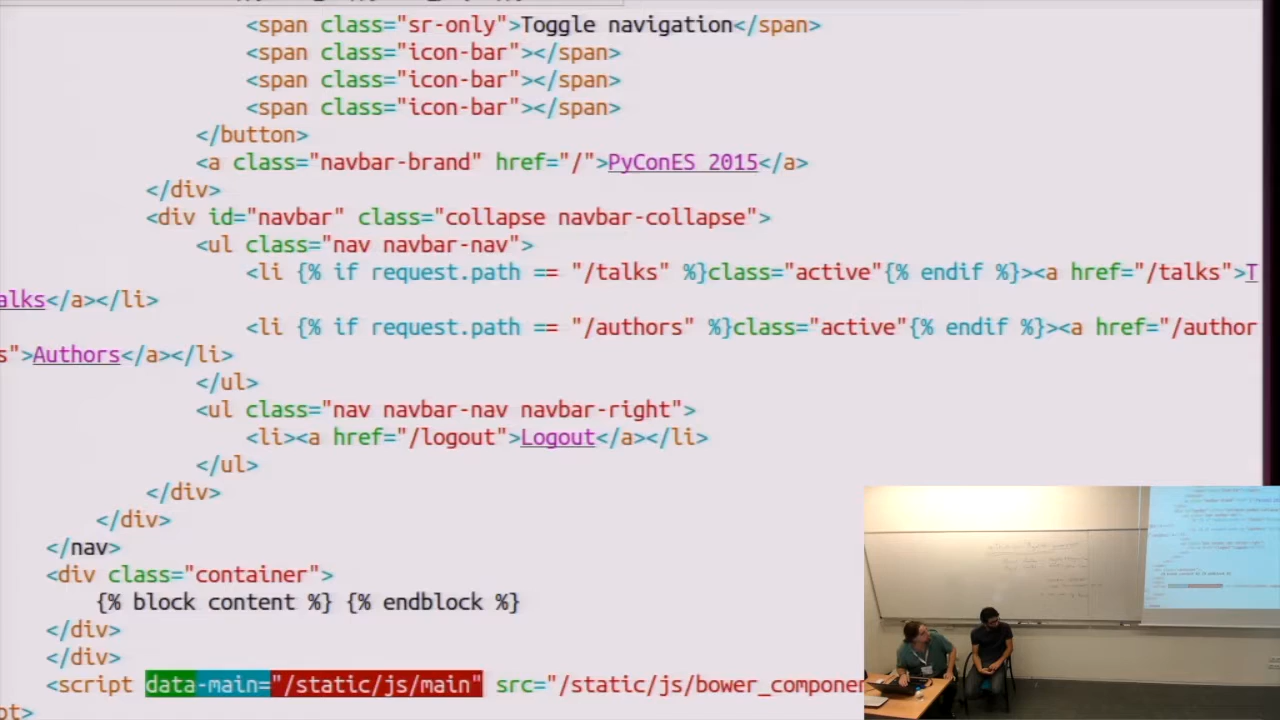 <span class="sr-only">Toggle navigation</span>
<span class="icon-bar"></span>
<span class="icon-bar"></span>
<span class="icon-bar"></span>
</button>
<a class="navbar-brand" href="/">PyConES 2015</a>
</div>
<div id="navbar" class="collapse navbar-collapse">
<ul class="nav navbar-nav">
<li {% if request.path == "/talks" %}class="active"{% endif %}><a href="/talks">T
alks</a></li>
<li {% if request.path == "/authors" %}class="active"{% endif %}><a href="/author
s">Authors</a></li>
</ul>
<ul class="nav navbar-nav navbar-right">
<li><a href="/logout">Logout</a></li>
</ul>
</div>
</div>
</nav>
<div class="container">
{% block content %} {% endblock %}
</div>
</div>
<script data-main="/static/js/main" src="/static/js/bower_componen
pt>